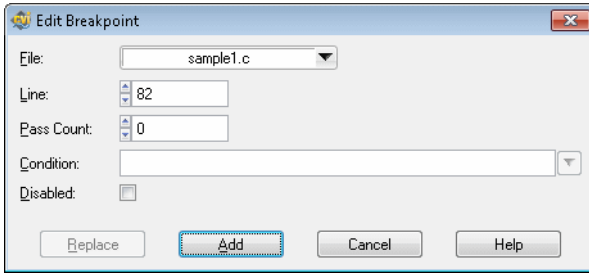 Edit Breakpoint
File: sample1.c
Line: 82
Pass Count: 0
Condition:
Disabled:
Replace Add Cancel Help